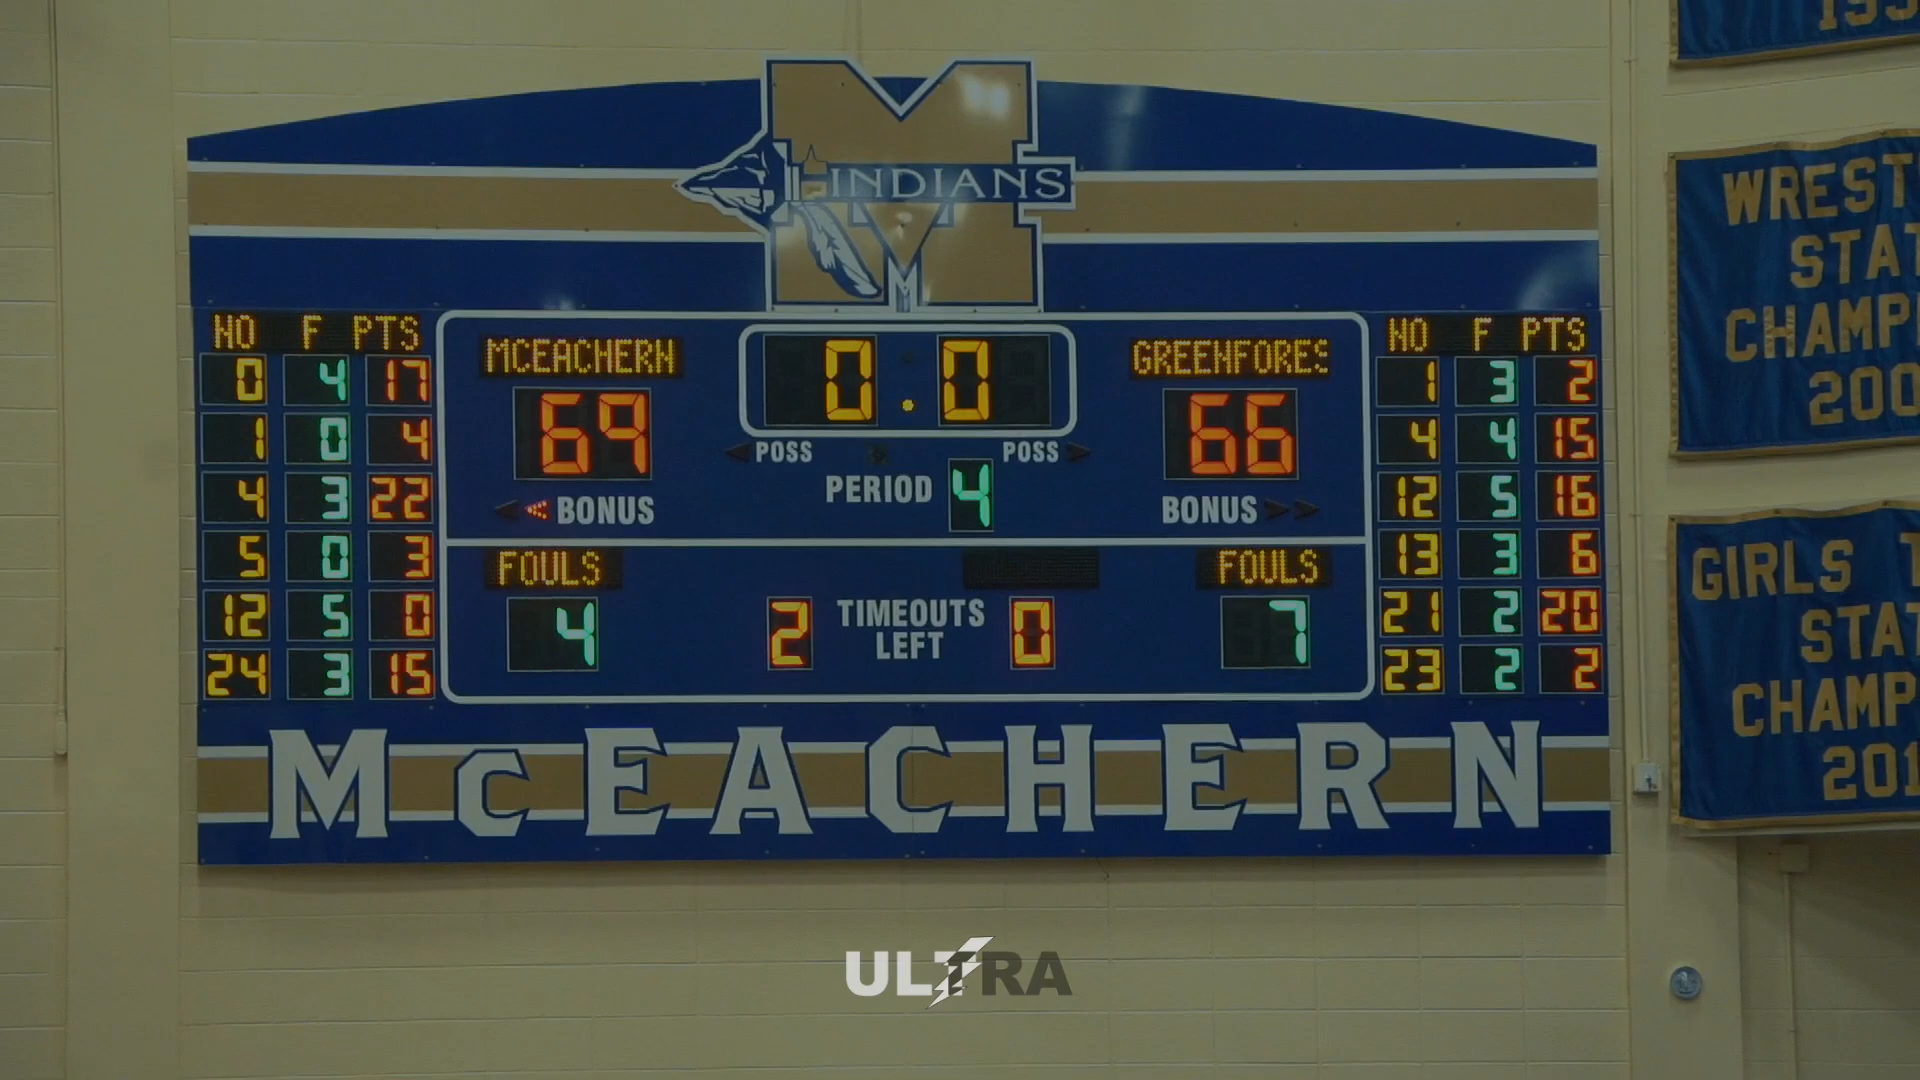 INDIANS
NO F PTS
0 4 17
1 0 4
4 3 22
5 0 3
12 5 0
24 3 15
MCEACHERN
69
0.0
GREENFORES
66
POSS
POSS
PERIOD 4
BONUS
BONUS
FOULS
4
2
TIMEOUTS
LEFT
0
FOULS
7
NO F PTS
1 3 2
4 4 15
12 5 16
13 3 6
21 2 20
23 2 2
McEACHERN
STAT
CHAMP
200
GIRLS T
STAT
CHAMP
201
ULTRA